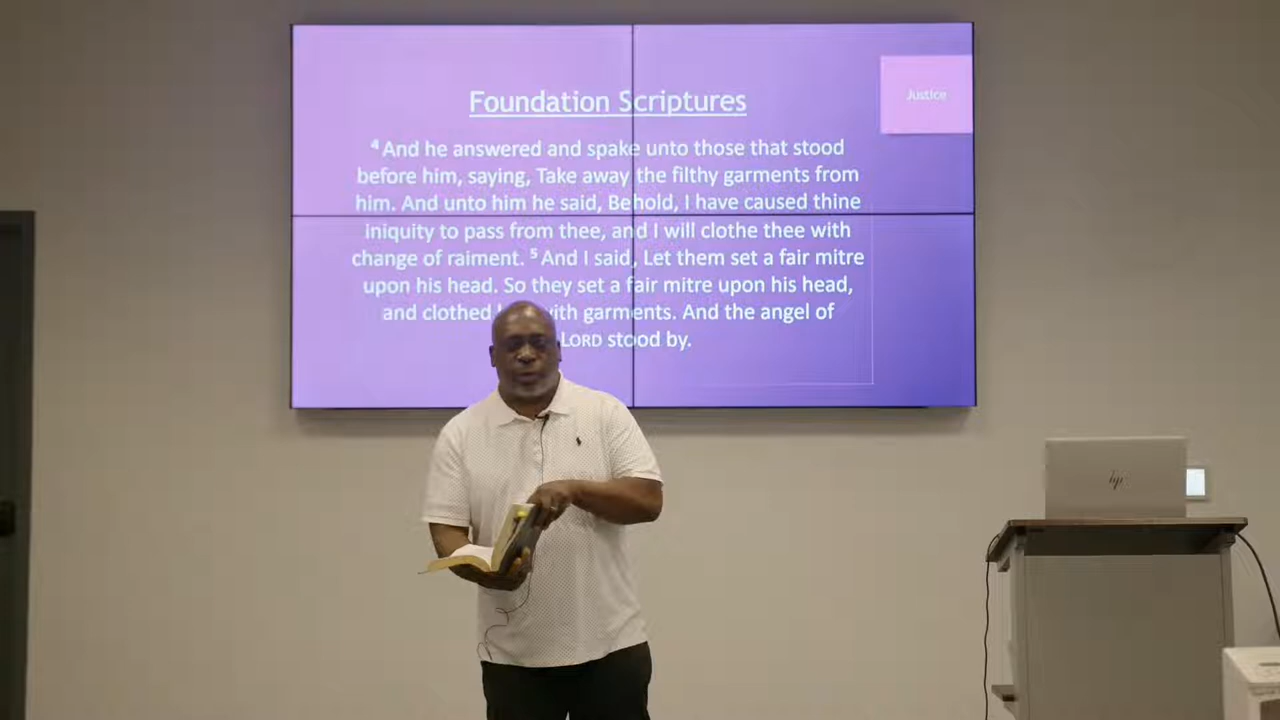 Foundation Scriptures
Justice
⁴ And he answered and spake unto those that stood
before him, saying, Take away the filthy garments from
him. And unto him he said, Behold, I have caused thine
iniquity to pass from thee, and I will clothe thee with
change of raiment. ⁵ And I said, Let them set a fair mitre
upon his head. So they set a fair mitre upon his head,
and clothed with garments. And the angel of
LORD stood by.
hp